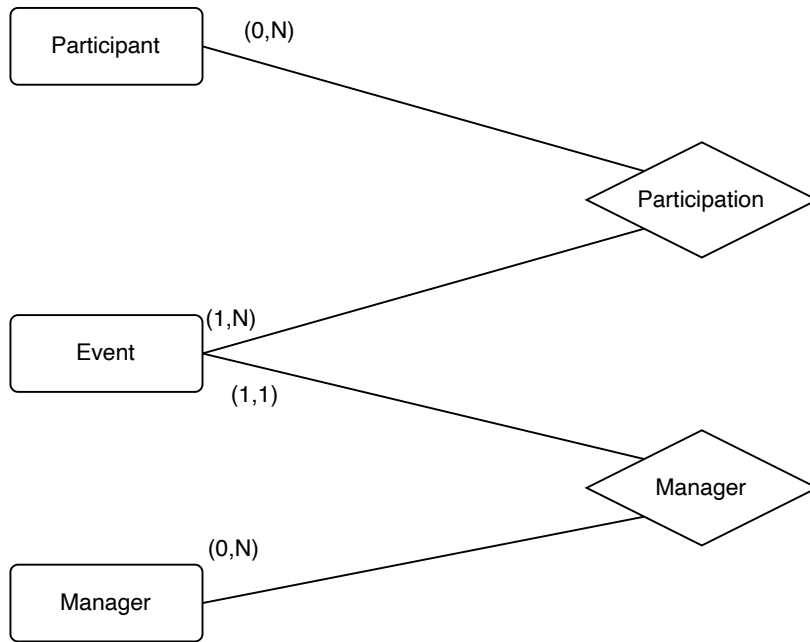 (0,N)
Participant
Participation
(1,N)
Event
(1,1)
Manager
(0,N)
Manager